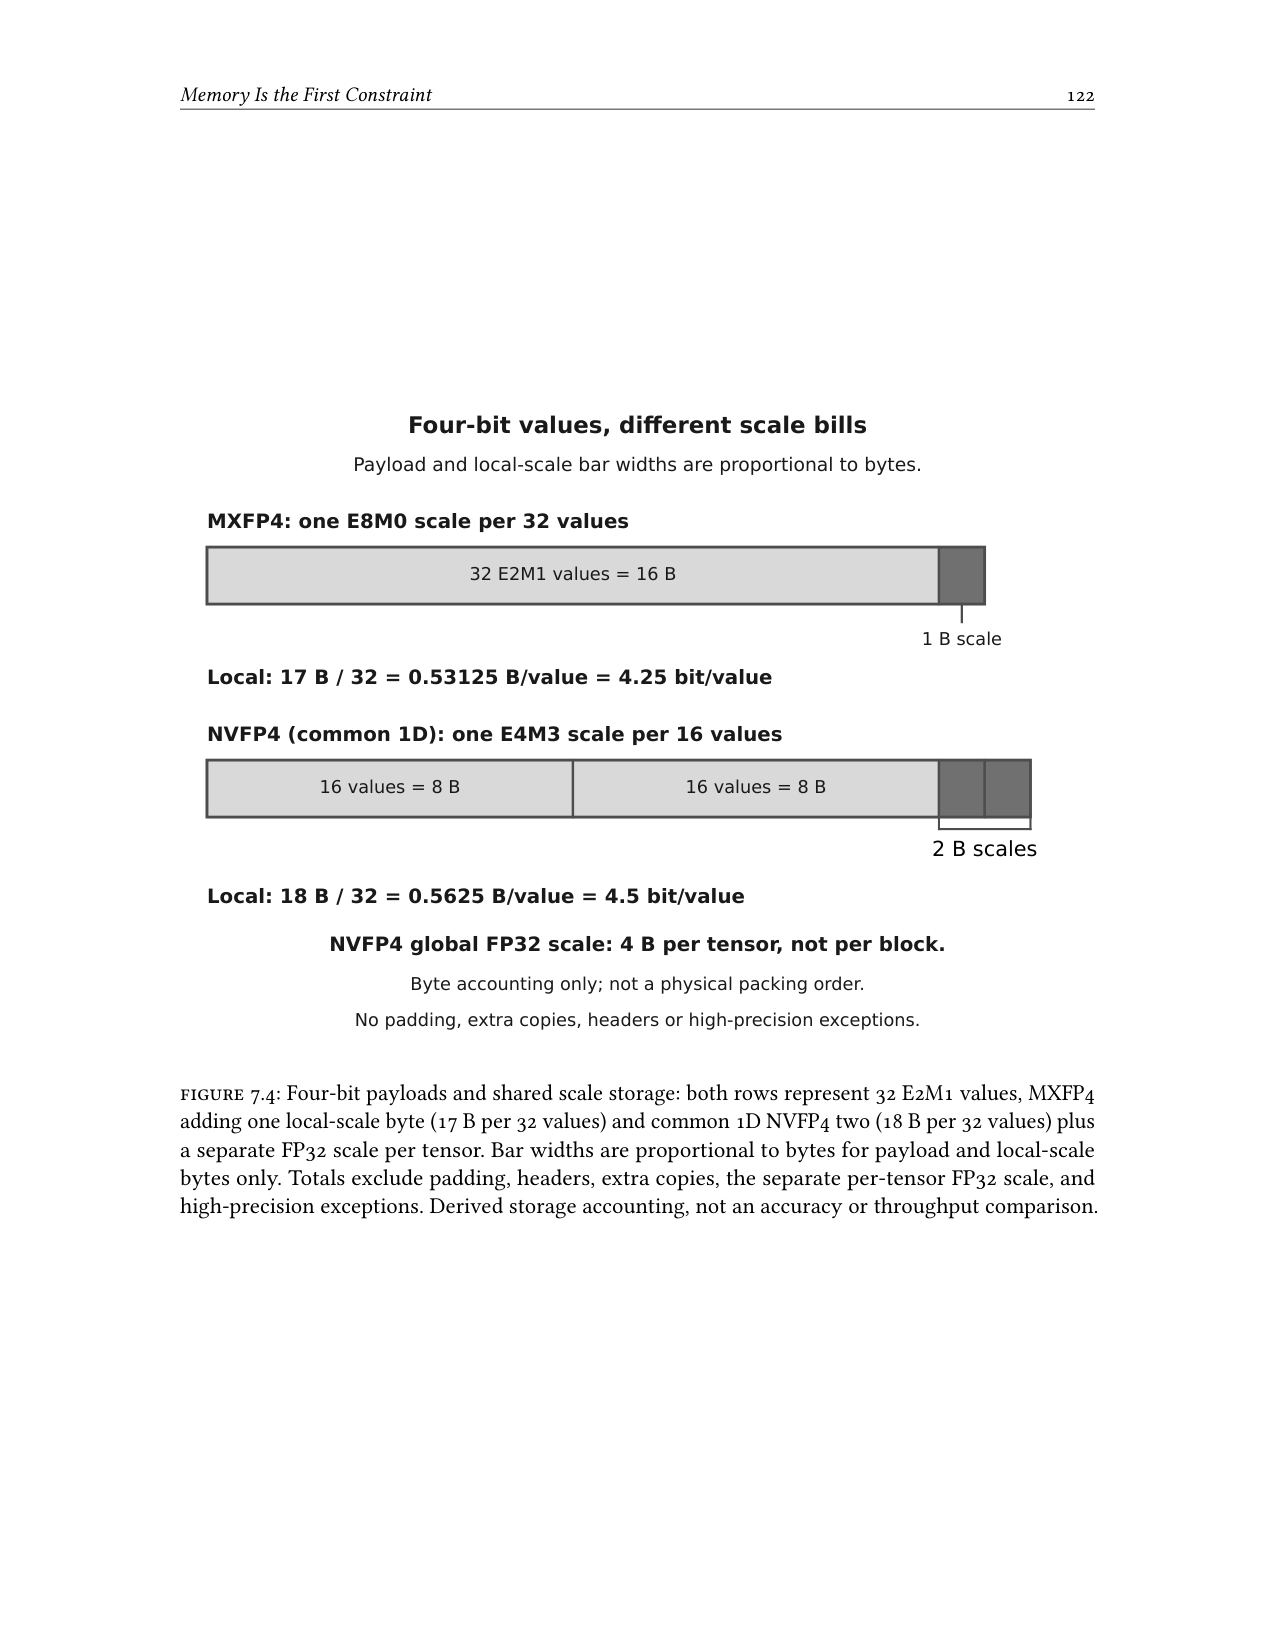 Memory Is the First Constraint 122
Four-bit values, different scale bills
Payload and local-scale bar widths are proportional to bytes.
MXFP4: one E8M0 scale per 32 values
32 E2M1 values = 16 B
1 B scale
Local: 17 B / 32 = 0.53125 B/value = 4.25 bit/value
NVFP4 (common 1D): one E4M3 scale per 16 values
16 values = 8 B 16 values = 8 B
2 B scales
Local: 18 B / 32 = 0.5625 B/value = 4.5 bit/value
NVFP4 global FP32 scale: 4 B per tensor, not per block.
Byte accounting only; not a physical packing order.
No padding, extra copies, headers or high-precision exceptions.
FIGURE 7.4: Four-bit payloads and shared scale storage: both rows represent 32 E2M1 values, MXFP4
adding one local-scale byte (17 B per 32 values) and common 1D NVFP4 two (18 B per 32 values) plus
a separate FP32 scale per tensor. Bar widths are proportional to bytes for payload and local-scale
bytes only. Totals exclude padding, headers, extra copies, the separate per-tensor FP32 scale, and
high-precision exceptions. Derived storage accounting, not an accuracy or throughput comparison.